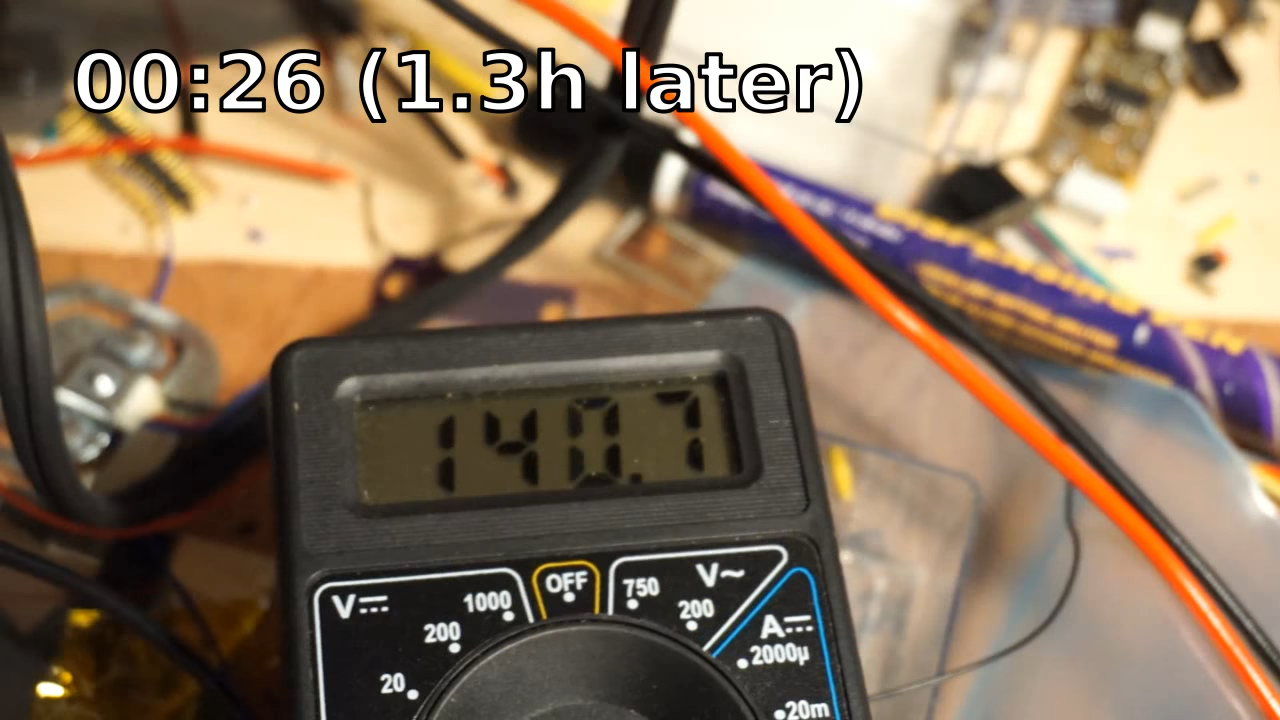 00:26 (1.3h later)
140.7
OFF
V⎓ 1000 750 V~
200 200 A⎓
20 2000µ
20m